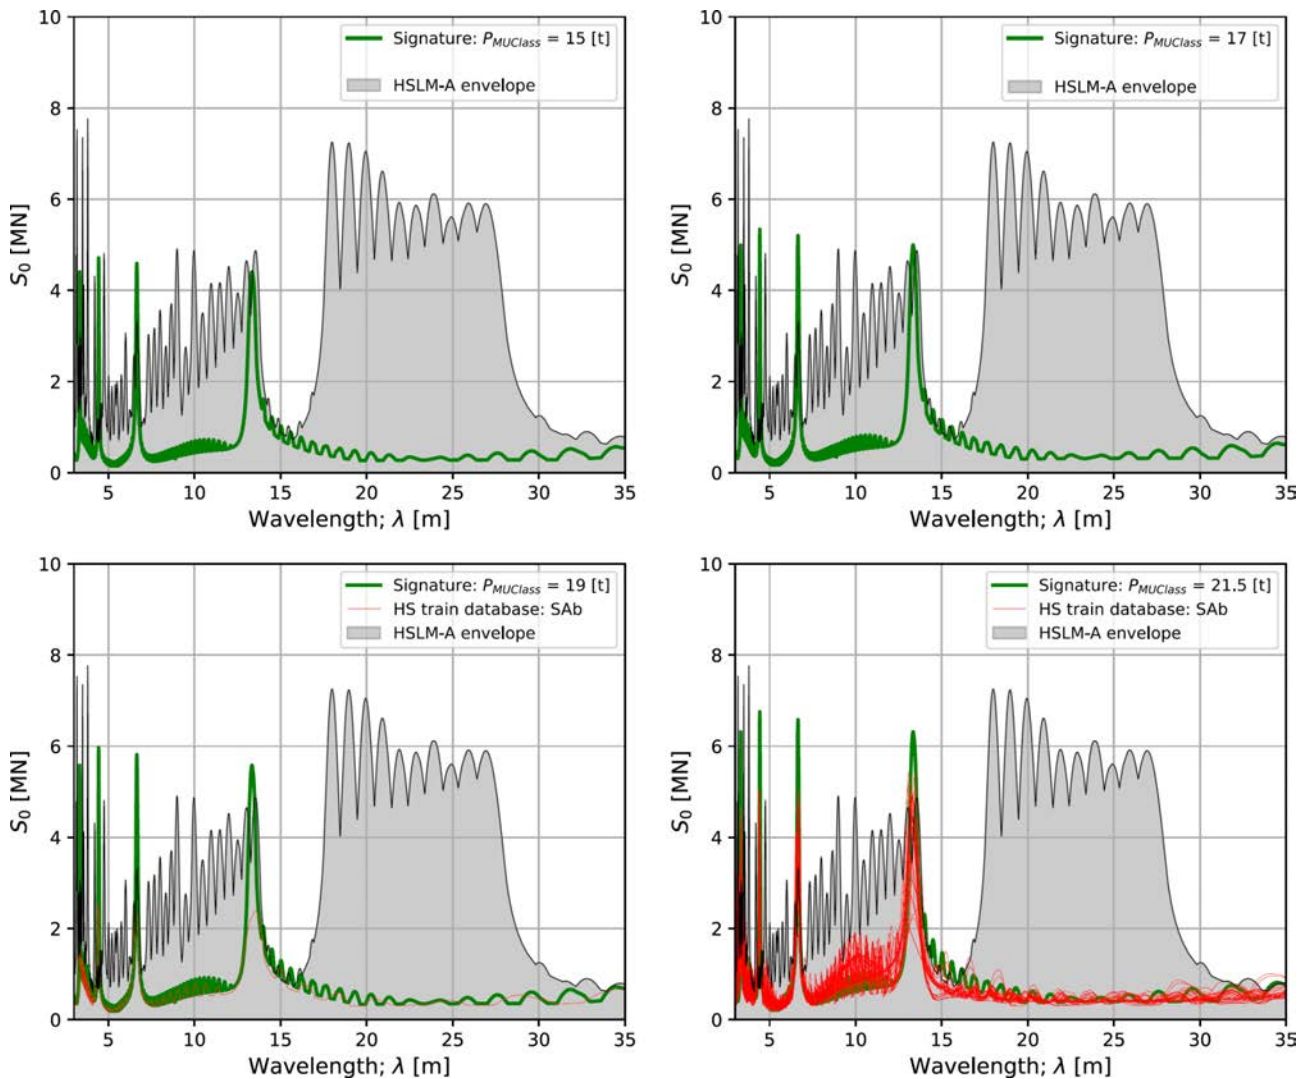 10
8
6
4
2
0
S₀ [MN]
Signature: P_MUClass = 15 [t]
HSLM-A envelope
5 10 15 20 25 30 35
Wavelength; λ [m]
10
8
6
4
2
0
S₀ [MN]
Signature: P_MUClass = 17 [t]
HSLM-A envelope
5 10 15 20 25 30 35
Wavelength; λ [m]
10
8
6
4
2
0
S₀ [MN]
Signature: P_MUClass = 19 [t]
HS train database: SAb
HSLM-A envelope
5 10 15 20 25 30 35
Wavelength; λ [m]
10
8
6
4
2
0
S₀ [MN]
Signature: P_MUClass = 21.5 [t]
HS train database: SAb
HSLM-A envelope
5 10 15 20 25 30 35
Wavelength; λ [m]